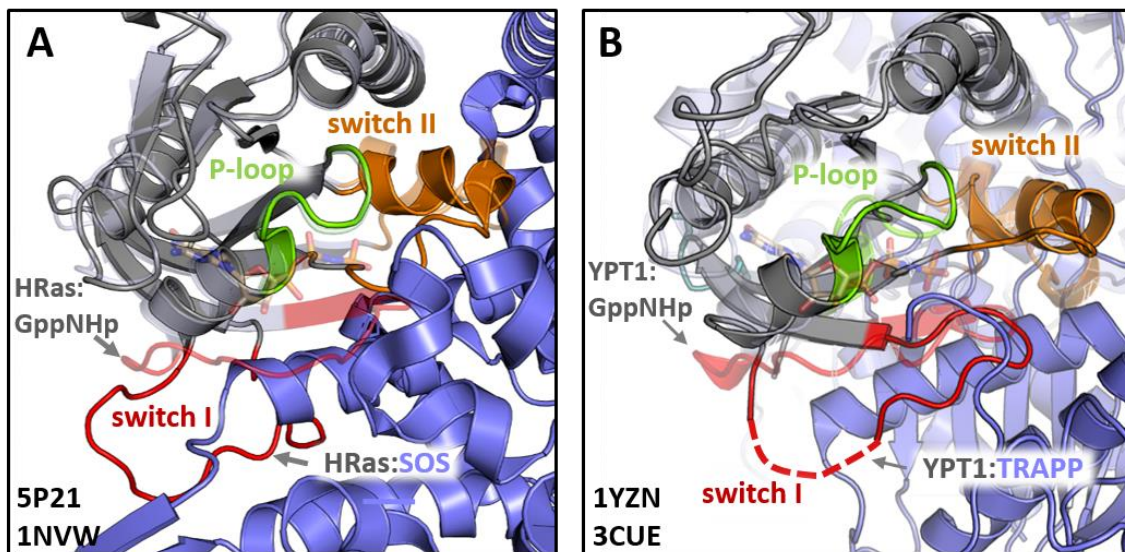 A
switch II
P-loop
HRas:
GppNHp
switch I
HRas:SOS
5P21
1NVW
B
switch II
P-loop
YPT1:
GppNHp
YPT1:TRAPP
switch I
1YZN
3CUE